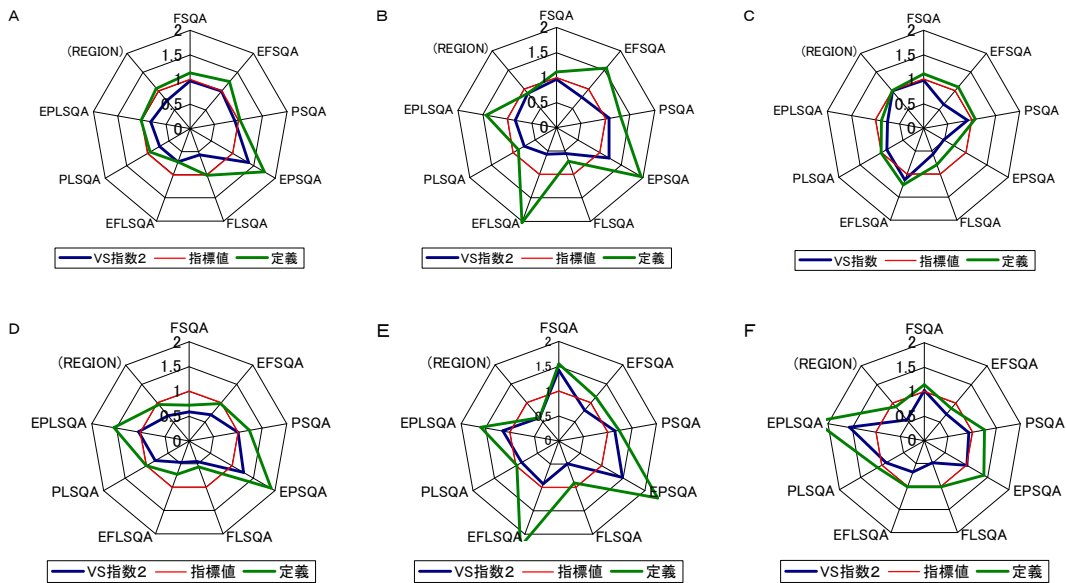 A
FSQA
2
1.5
1
0.5
0
EFSQA
PSQA
EPSQA
FLSQA
EFLSQA
PLSQA
EPLSQA
(REGION)
VS指数2 指標値 定義
B
FSQA
2
1.5
1
0.5
0
EFSQA
PSQA
EPSQA
FLSQA
EFLSQA
PLSQA
EPLSQA
(REGION)
VS指数2 指標値 定義
C
FSQA
2
1.5
1
0.5
0
EFSQA
PSQA
EPSQA
FLSQA
EFLSQA
PLSQA
EPLSQA
(REGION)
VS指数 指標値 定義
D
FSQA
2
1.5
1
0.5
0
EFSQA
PSQA
EPSQA
FLSQA
EFLSQA
PLSQA
EPLSQA
(REGION)
VS指数2 指標値 定義
E
FSQA
2
1.5
1
0.5
0
EFSQA
PSQA
EPSQA
FLSQA
EFLSQA
PLSQA
EPLSQA
(REGION)
VS指数2 指標値 定義
F
FSQA
2
1.5
1
0.5
0
EFSQA
PSQA
EPSQA
FLSQA
EFLSQA
PLSQA
EPLSQA
(REGION)
VS指数2 指標値 定義